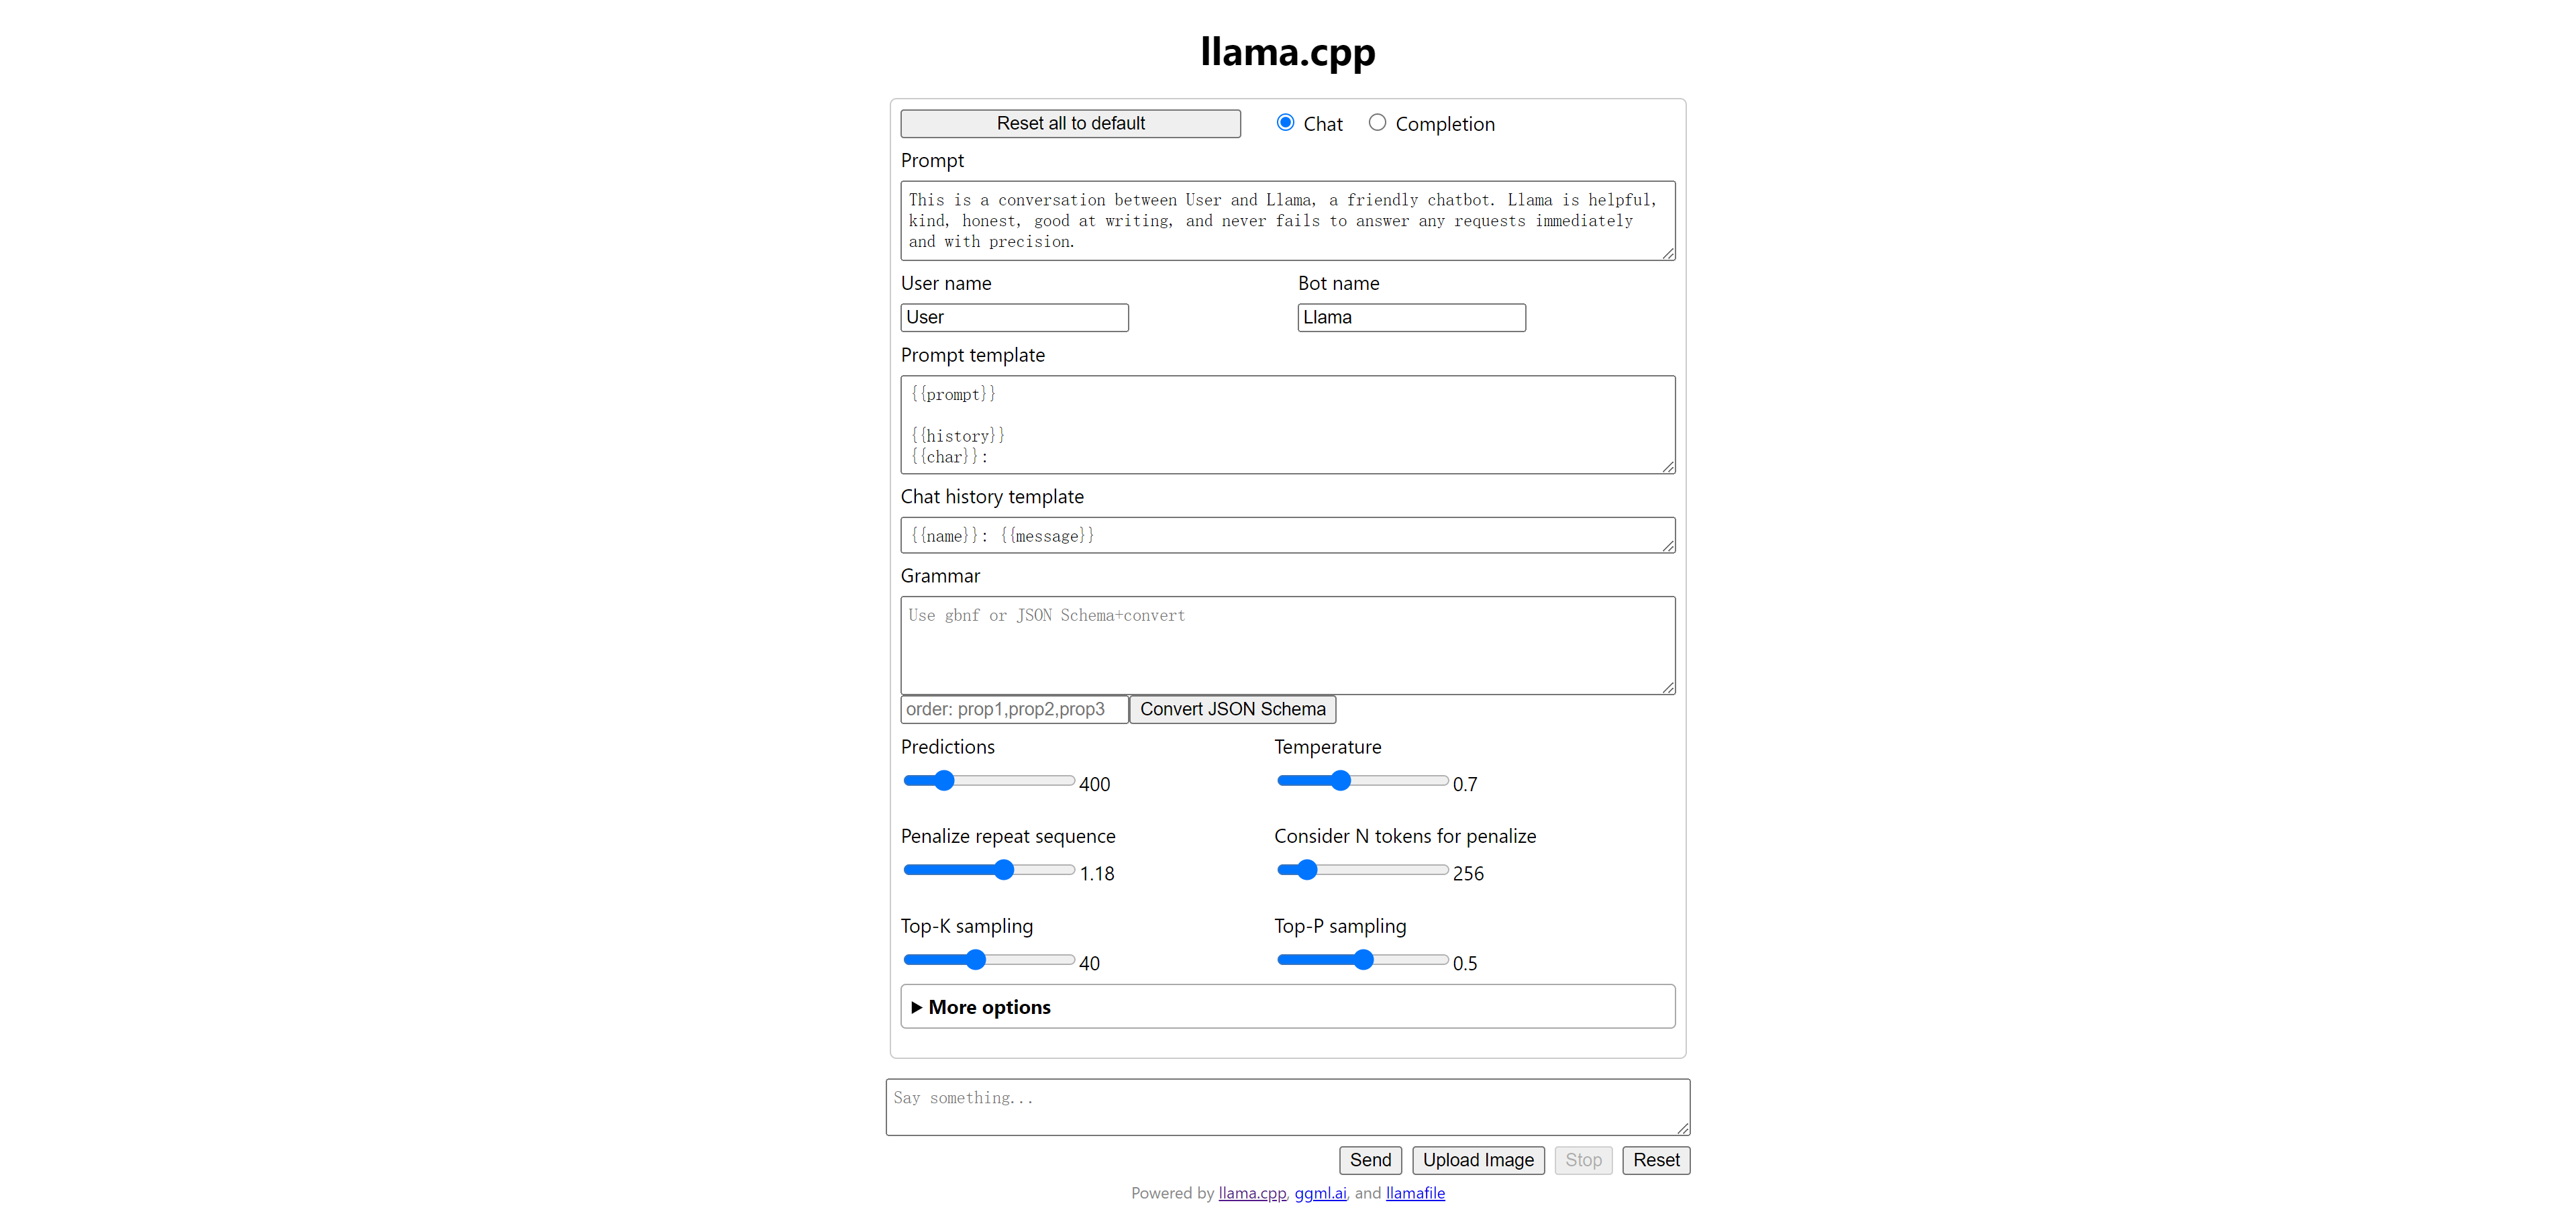 llama.cpp
Reset all to default Chat Completion
Prompt
This is a conversation between User and Llama, a friendly chatbot. Llama is helpful,
kind, honest, good at writing, and never fails to answer any requests immediately
and with precision.
User name Bot name
User Llama
Prompt template
{{prompt}}
{{history}}
{{char}}:
Chat history template
{{name}}: {{message}}
Grammar
Use gbnf or JSON Schema+convert
order: prop1,prop2,prop3 Convert JSON Schema
Predictions Temperature
400 0.7
Penalize repeat sequence Consider N tokens for penalize
1.18 256
Top-K sampling Top-P sampling
40 0.5
More options
Say something...
Send Upload Image Stop Reset
Powered by llama.cpp, ggml.ai, and llamafile